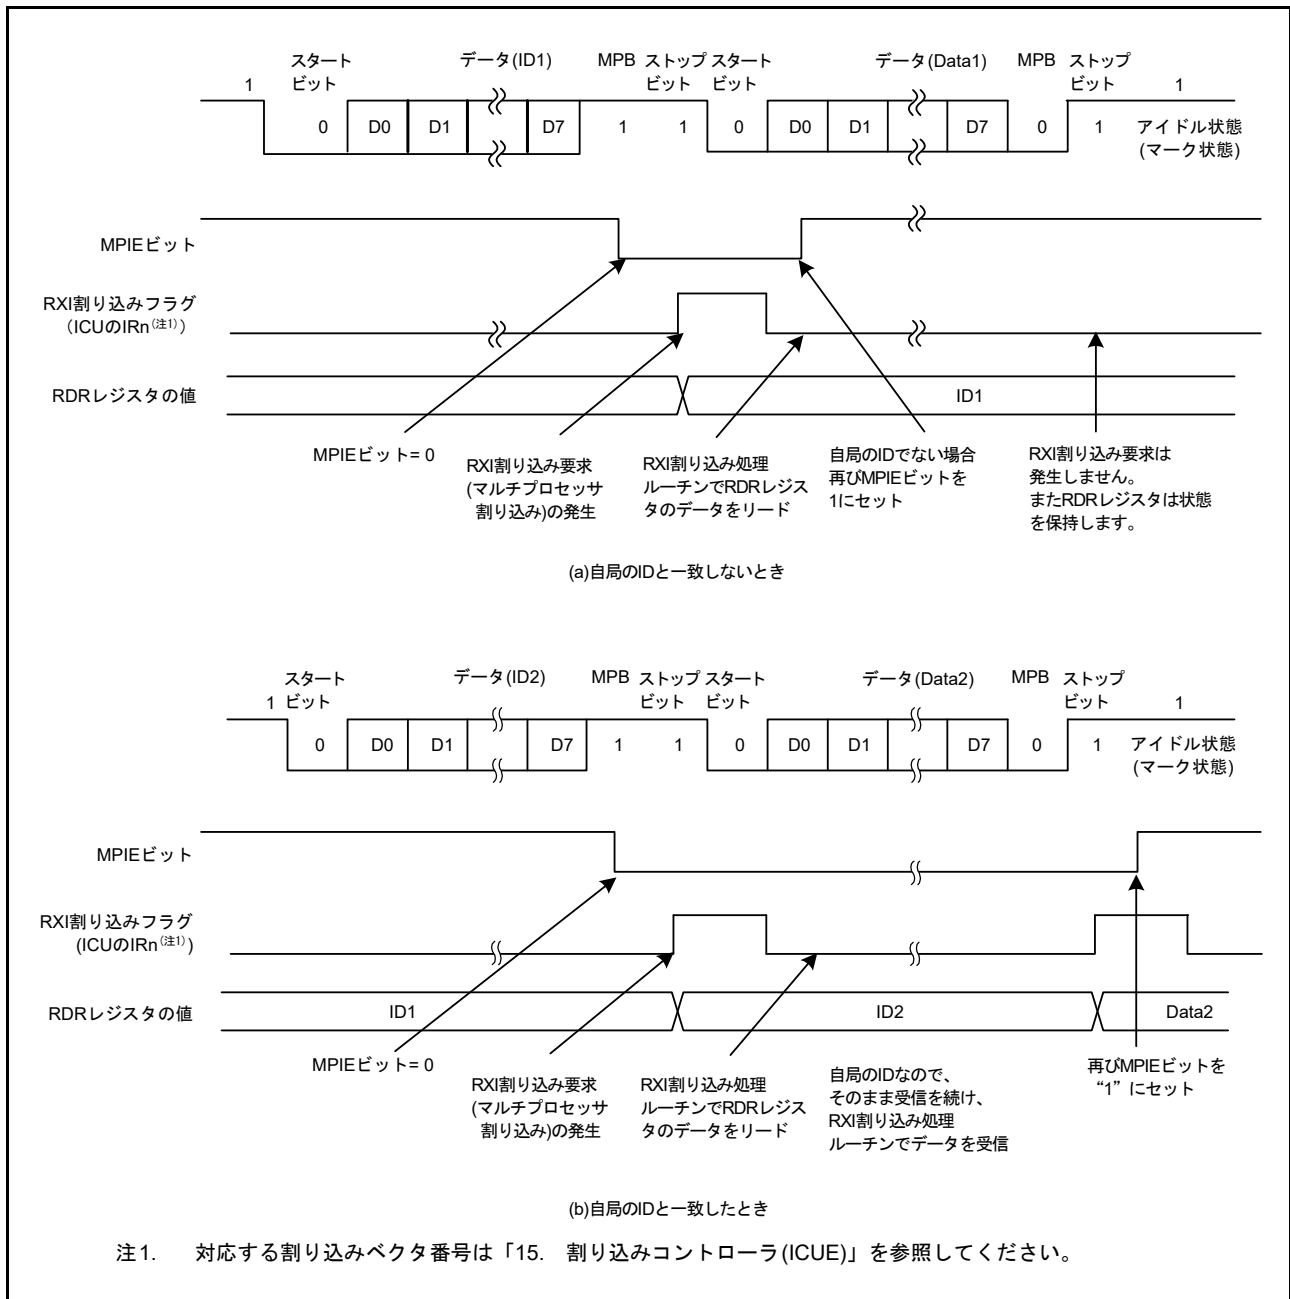 スタート データ(ID1) MPB ストップ スタート データ(Data1) MPB ストップ
1 ビット ビット ビット ビット 1
0 D0 D1 D7 1 1 0 D0 D1 D7 0 1 アイドル状態
(マーク状態)
MPIEビット
RXI割り込みフラグ
(ICUのIRn(注1))
RDRレジスタの値 ID1
MPIEビット= 0
RXI割り込み要求
(マルチプロセッサ
割り込み)の発生
RXI割り込み処理
ルーチンでRDRレジス
タのデータをリード
自局のIDでない場合
再びMPIEビットを
1にセット
RXI割り込み要求は
発生しません。
またRDRレジスタは状態
を保持します。
(a)自局のIDと一致しないとき
スタート データ(ID2) MPB ストップ スタート データ(Data2) MPB ストップ
1 ビット ビット ビット ビット 1
0 D0 D1 D7 1 1 0 D0 D1 D7 0 1 アイドル状態
(マーク状態)
MPIEビット
RXI割り込みフラグ
(ICUのIRn(注1))
RDRレジスタの値 ID1 ID2 Data2
MPIEビット= 0
RXI割り込み要求
(マルチプロセッサ
割り込み)の発生
RXI割り込み処理
ルーチンでRDRレジス
タのデータをリード
自局のIDなので、
そのまま受信を続け、
RXI割り込み処理
ルーチンでデータを受信
再びMPIEビットを
“1”にセット
(b)自局のIDと一致したとき
注1. 対応する割り込みベクタ番号は「15. 割り込みコントローラ(ICUE)」を参照してください。